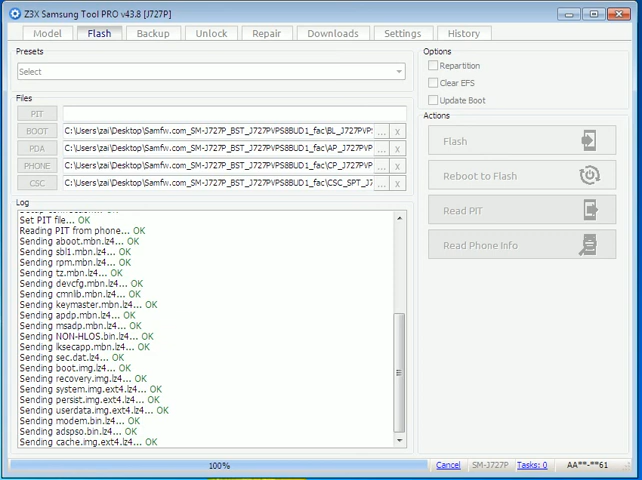 Z3X Samsung Tool PRO v43.8 [J727P]
Model Flash Backup Unlock Repair Downloads Settings History
Presets
Select
Options
Repartition
Clear EFS
Update Boot
Files
PIT
BOOT C:\Users\zai\Desktop\Samfw.com_SM-J727P_BST_J727PVPS8BUD1_fac\BL_J727PVPS ... x
PDA C:\Users\zai\Desktop\Samfw.com_SM-J727P_BST_J727PVPS8BUD1_fac\AP_J727PV ... x
PHONE C:\Users\zai\Desktop\Samfw.com_SM-J727P_BST_J727PVPS8BUD1_fac\CP_J727PV ... x
CSC C:\Users\zai\Desktop\Samfw.com_SM-J727P_BST_J727PVPS8BUD1_fac\CSC_SPT_J7 ... x
Actions
Flash
Reboot to Flash
Read PIT
Read Phone Info
Log
Set PIT file... OK
Reading PIT from phone... OK
Sending aboot.mbn.lz4... OK
Sending sbl1.mbn.lz4... OK
Sending rpm.mbn.lz4... OK
Sending tz.mbn.lz4... OK
Sending devcfg.mbn.lz4... OK
Sending cmnlib.mbn.lz4... OK
Sending keymaster.mbn.lz4... OK
Sending apdp.mbn.lz4... OK
Sending msadp.mbn.lz4... OK
Sending NON-HLOS.bin.lz4... OK
Sending lksecapp.mbn.lz4... OK
Sending sec.dat.lz4... OK
Sending boot.img.lz4... OK
Sending recovery.img.lz4... OK
Sending system.img.ext4.lz4... OK
Sending persist.img.ext4.lz4... OK
Sending userdata.img.ext4.lz4... OK
Sending modem.bin.lz4... OK
Sending adspso.bin.lz4... OK
Sending cache.img.ext4.lz4... OK
100% Cancel SM-J727P Tasks: 0 AA**-**61